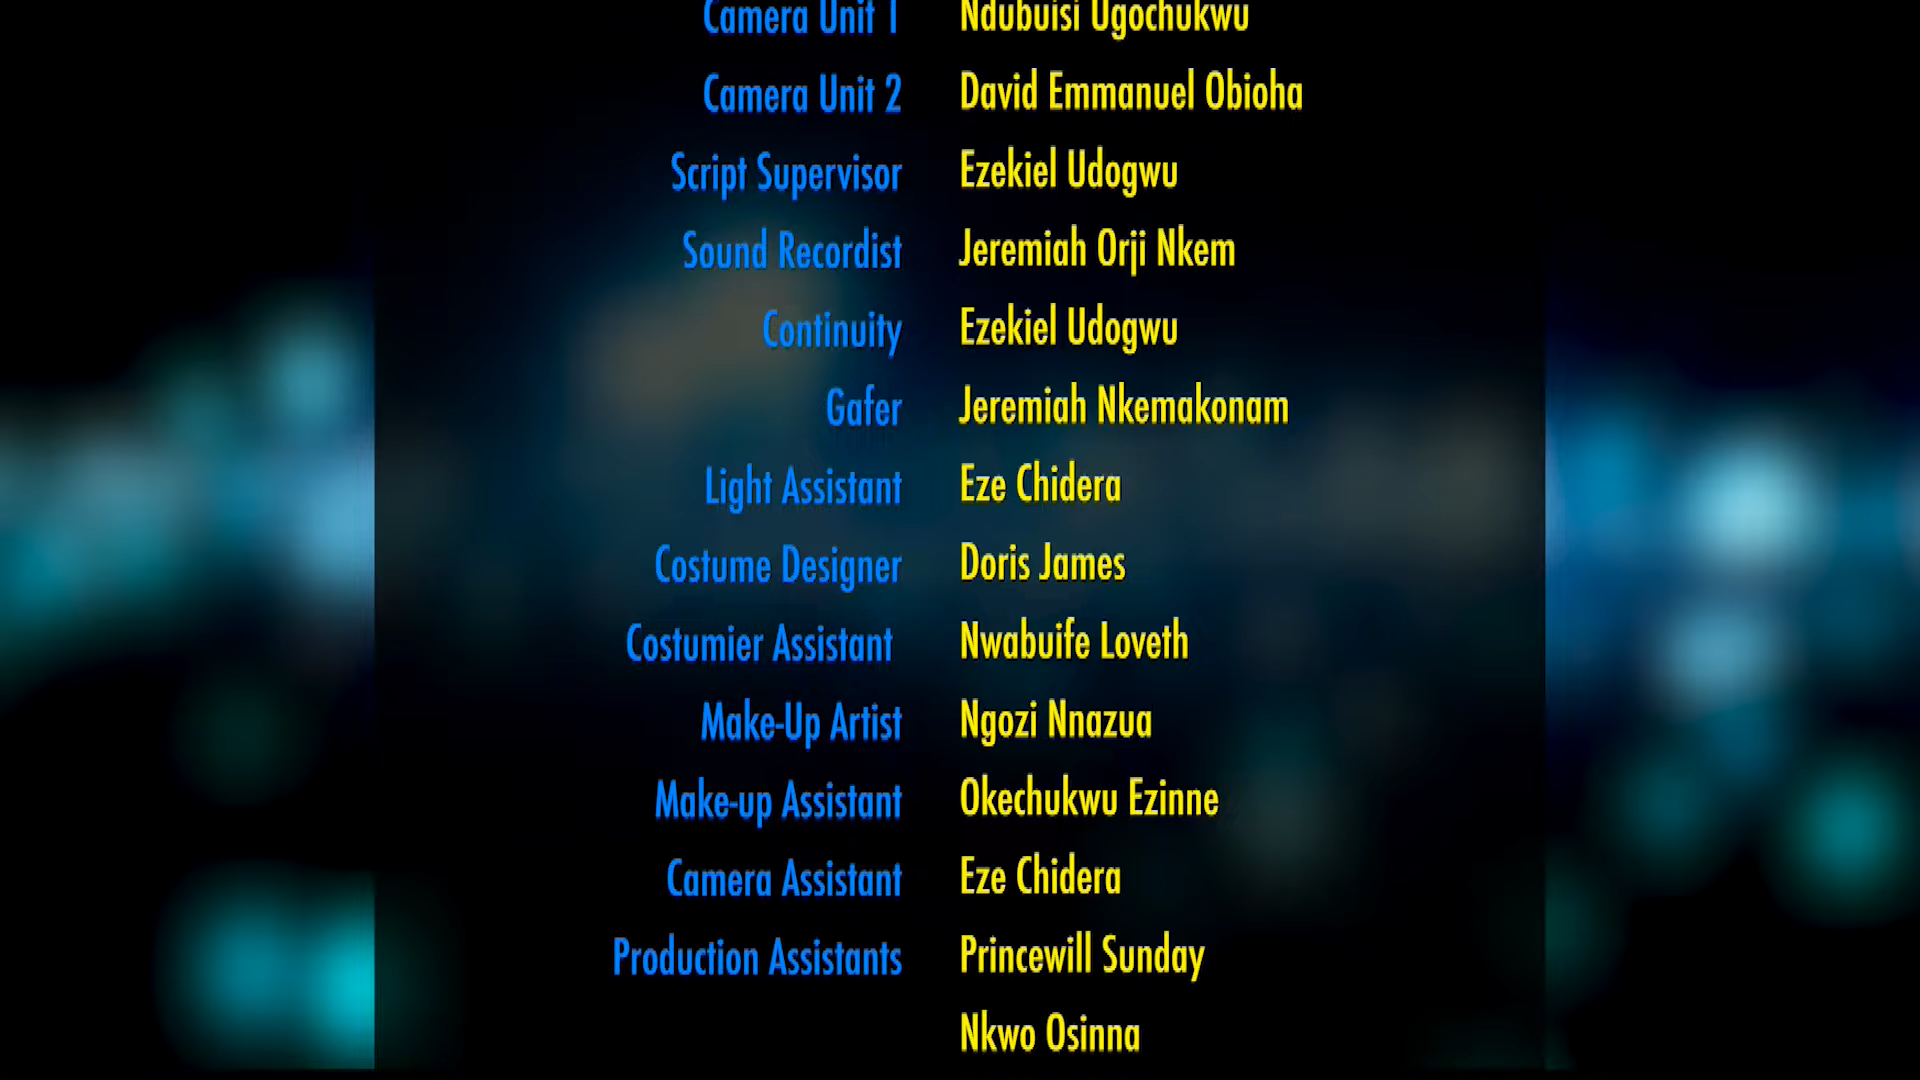 Camera Unit 1 Ndubuisi Ugochukwu
Camera Unit 2 David Emmanuel Obioha
Script Supervisor Ezekiel Udogwu
Sound Recordist Jeremiah Orji Nkem
Continuity Ezekiel Udogwu
Gafer Jeremiah Nkemakonam
Light Assistant Eze Chidera
Costume Designer Doris James
Costumier Assistant Nwabuife Loveth
Make-Up Artist Ngozi Nnazua
Make-up Assistant Okechukwu Ezinne
Camera Assistant Eze Chidera
Production Assistants Princewill Sunday
Nkwo Osinna